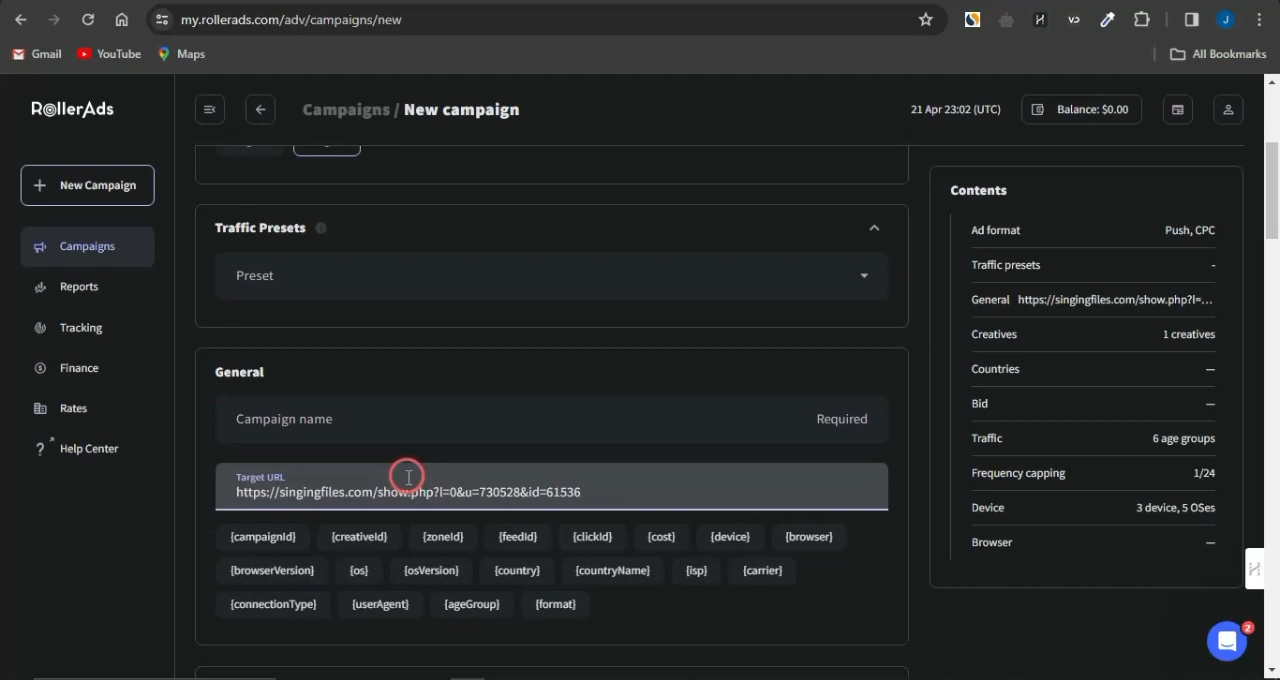 my.rollerads.com/adv/campaigns/new
J
Gmail
YouTube
Maps
All Bookmarks
RollerAds
Campaigns / New campaign
21 Apr 23:02 (UTC)
Balance: $0.00
New Campaign
Campaigns
Reports
Tracking
Finance
Rates
Help Center
Traffic Presets
Preset
General
Campaign name
Required
Target URL
https://singingfiles.com/show.php?l=0&u=730528&id=61536
{campaignId} {creativeId} {zoneId} {feedId} {clickId} {cost} {device} {browser}
{browserVersion} {os} {osVersion} {country} {countryName} {isp} {carrier}
{connectionType} {userAgent} {ageGroup} {format}
Contents
Ad format Push, CPC
Traffic presets -
General https://singingfiles.com/show.php?l=...
Creatives 1 creatives
Countries —
Bid —
Traffic 6 age groups
Frequency capping 1/24
Device 3 device, 5 OSes
Browser —
2